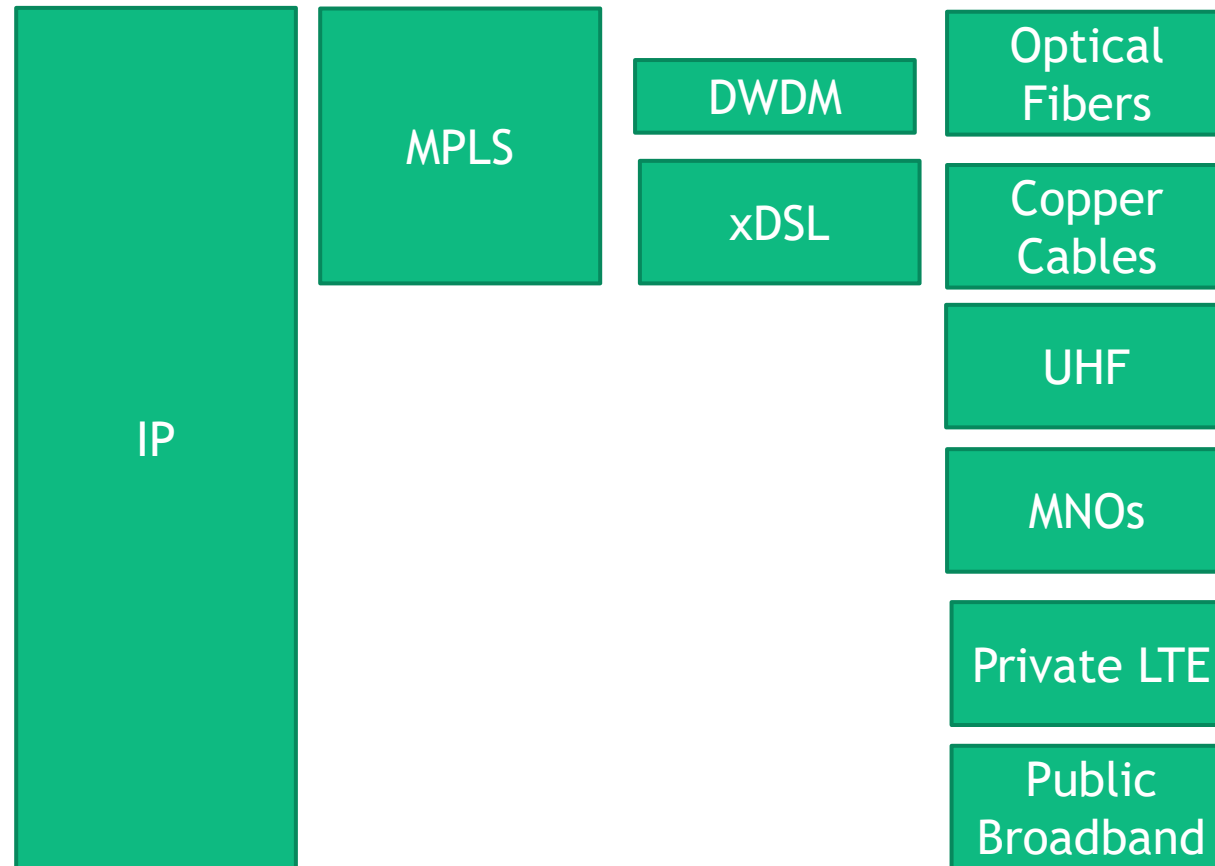 IP
MPLS
DWDM
xDSL
Optical
Fibers
Copper
Cables
UHF
MNOs
Private LTE
Public
Broadband